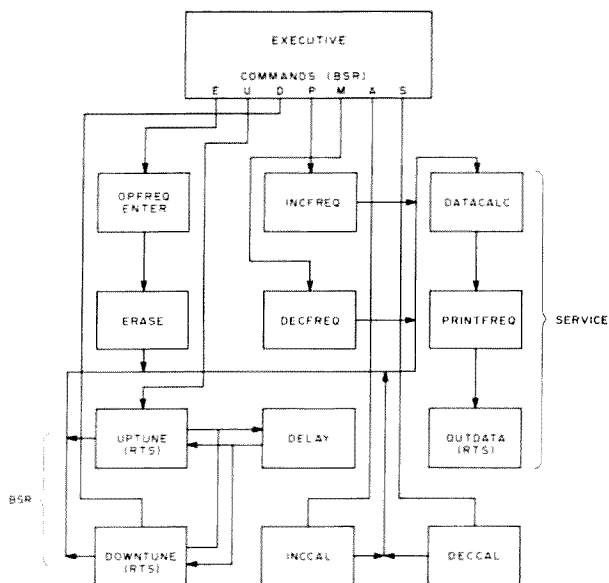 EXECUTIVE
COMMANDS (BSR)
E U D P M A S
OPFREQ
ENTER
INCFREQ
DATACALC
ERASE
DECFREQ
PRINTFREQ
SERVICE
UPTUNE
(RTS)
DELAY
OUTDATA
(RTS)
BSR
DOWNTUNE
(RTS)
INCCAL
DECCAL